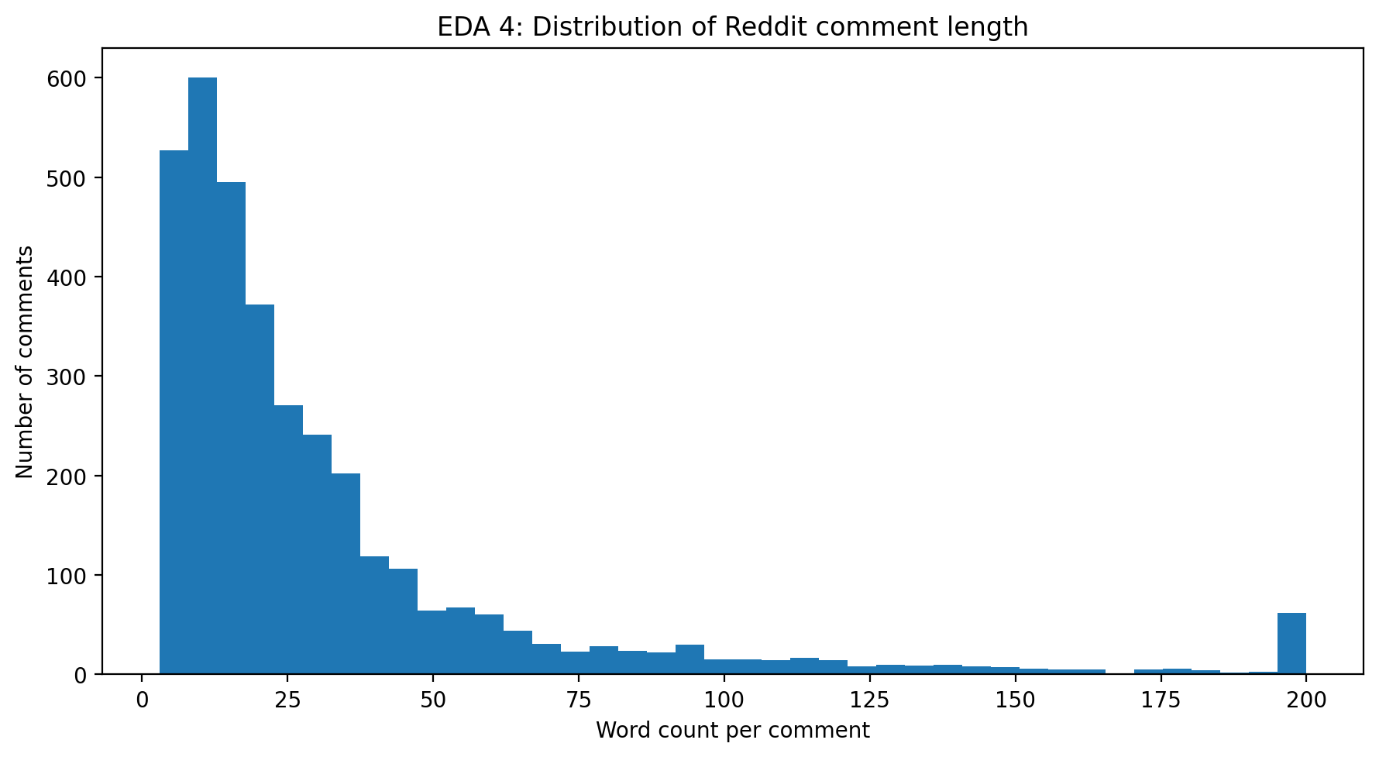 EDA 4: Distribution of Reddit comment length
600
500
400
300
200
100
0
Number of comments
0 25 50 75 100 125 150 175 200
Word count per comment